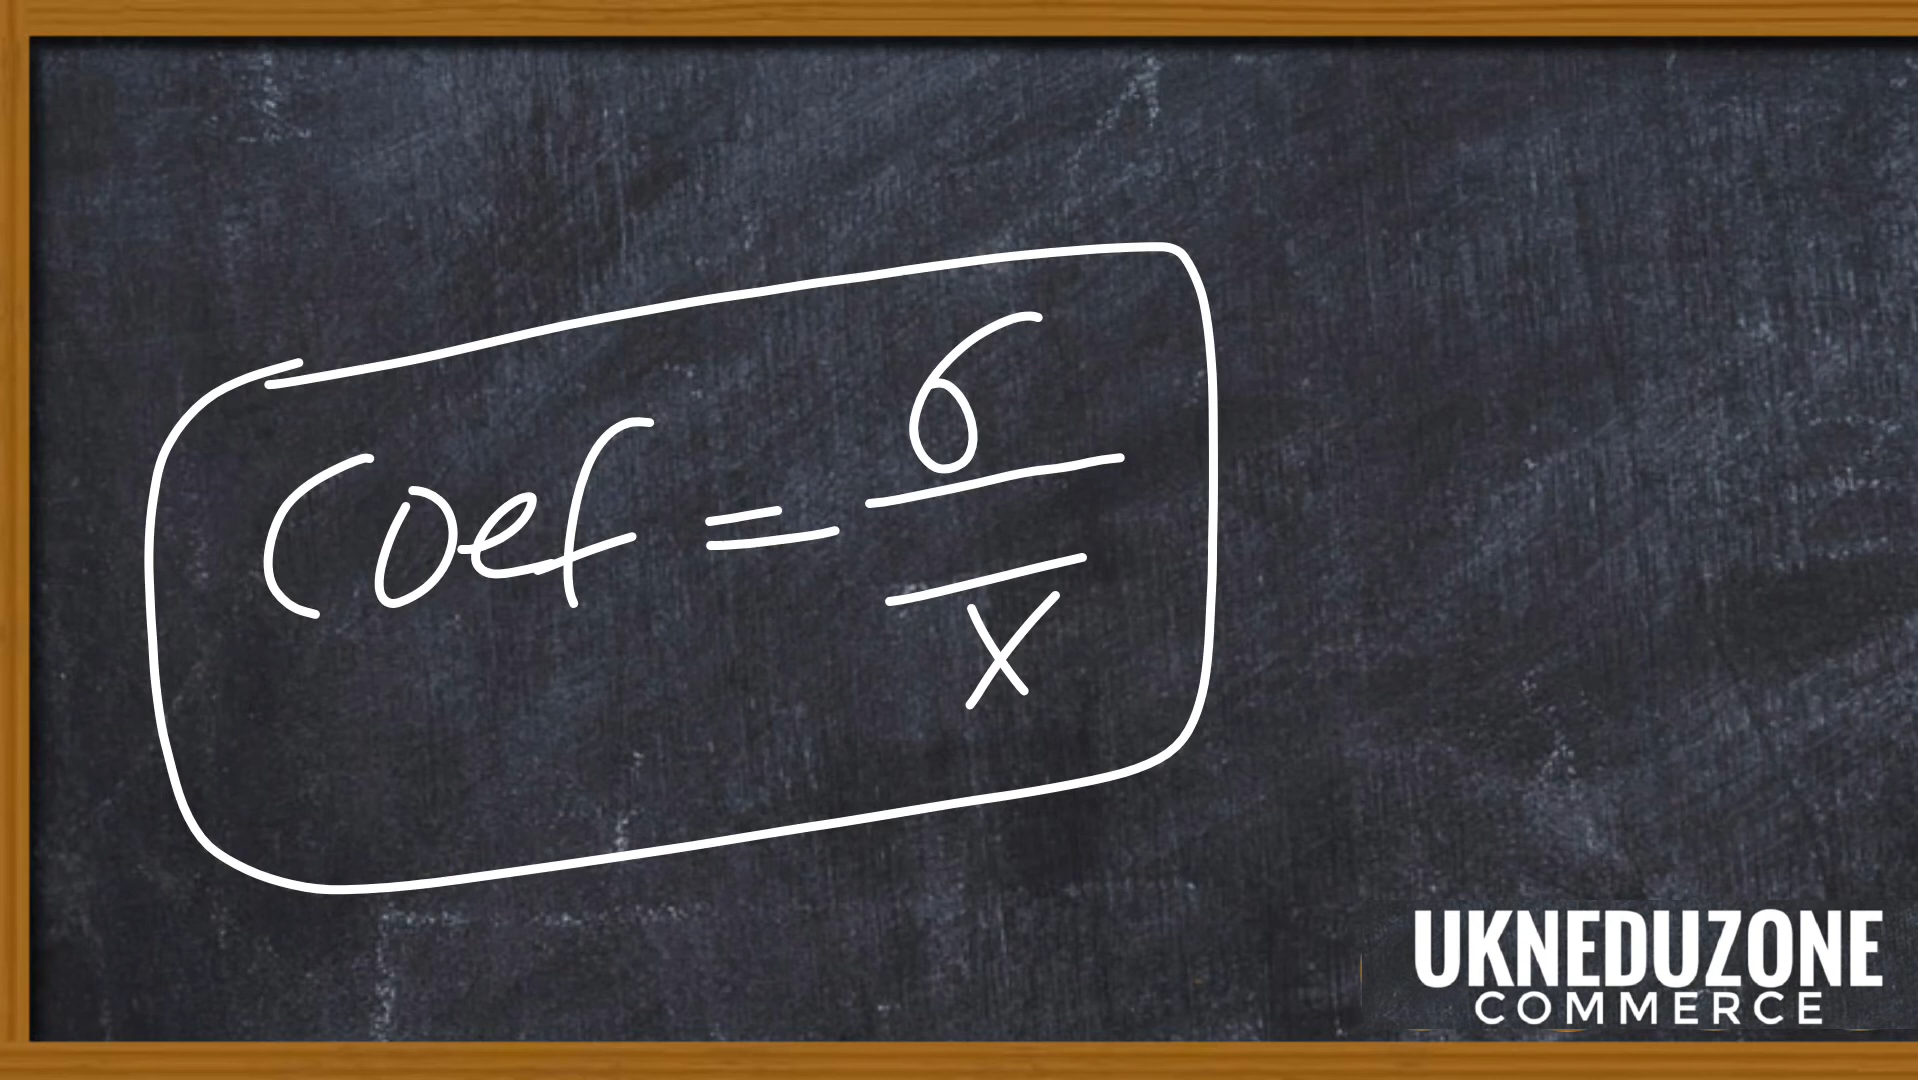 Coef = σ / x̄
UKNEDUZONE
COMMERCE